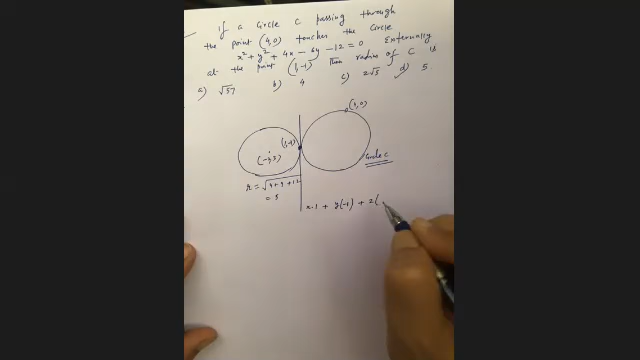 If a Circle C passing through
the point (4,0) touches the Circle
x² + y² + 4x - 6y - 12 = 0 Externally
at the point (1,-1) Then radius of C is
a) √57 b) 4 c) 2√5 d) 5
(4,0)
(1,-1)
(-2,3)
Circle C
r = √4+9+12
= 5
x.1 + y(-1) + 2(